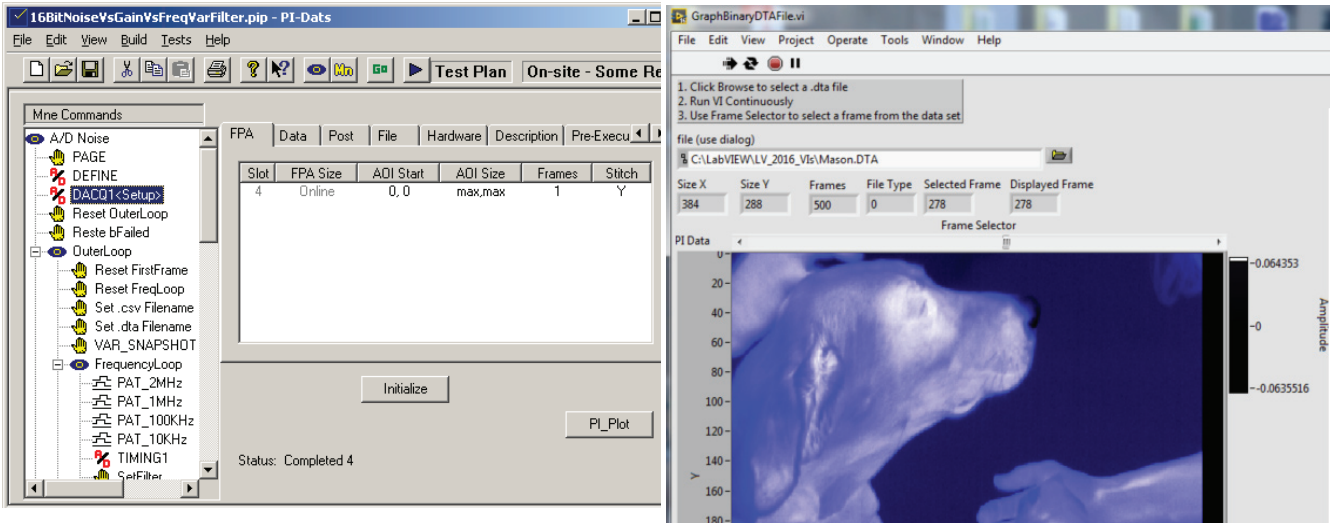 16BitNoiseVsGainVsFreqVarFilter.pip - PI-Dats
File Edit View Build Tests Help
Mn Go Test Plan On-site - Some Re
Mne Commands
A/D Noise
PAGE
DEFINE
DACQ1<Setup>
Reset OuterLoop
Reste bFailed
OuterLoop
Reset FirstFrame
Reset FreqLoop
Set .csv Filename
Set .dta Filename
VAR_SNAPSHOT
FrequencyLoop
PAT_2MHz
PAT_1MHz
PAT_100KHz
PAT_10KHz
TIMING1
SetFilter
FPA Data Post File Hardware Description Pre-Execu
Slot FPA Size AOI Start AOI Size Frames Stitch
4 Online 0, 0 max,max 1 Y
Initialize
PI_Plot
Status: Completed 4
GraphBinaryDTAFile.vi
File Edit View Project Operate Tools Window Help
1. Click Browse to select a .dta file
2. Run VI Continuously
3. Use Frame Selector to select a frame from the data set
file (use dialog)
C:\LabVIEW\LV_2016_VIs\Mason.DTA
Size X Size Y Frames File Type Selected Frame Displayed Frame
384 288 500 0 278 278
Frame Selector
PI Data
0-
20-
40-
60-
80-
100-
120-
140-
160-
180-
Y
-0.064353
-0
--0.0635516
Amplitude